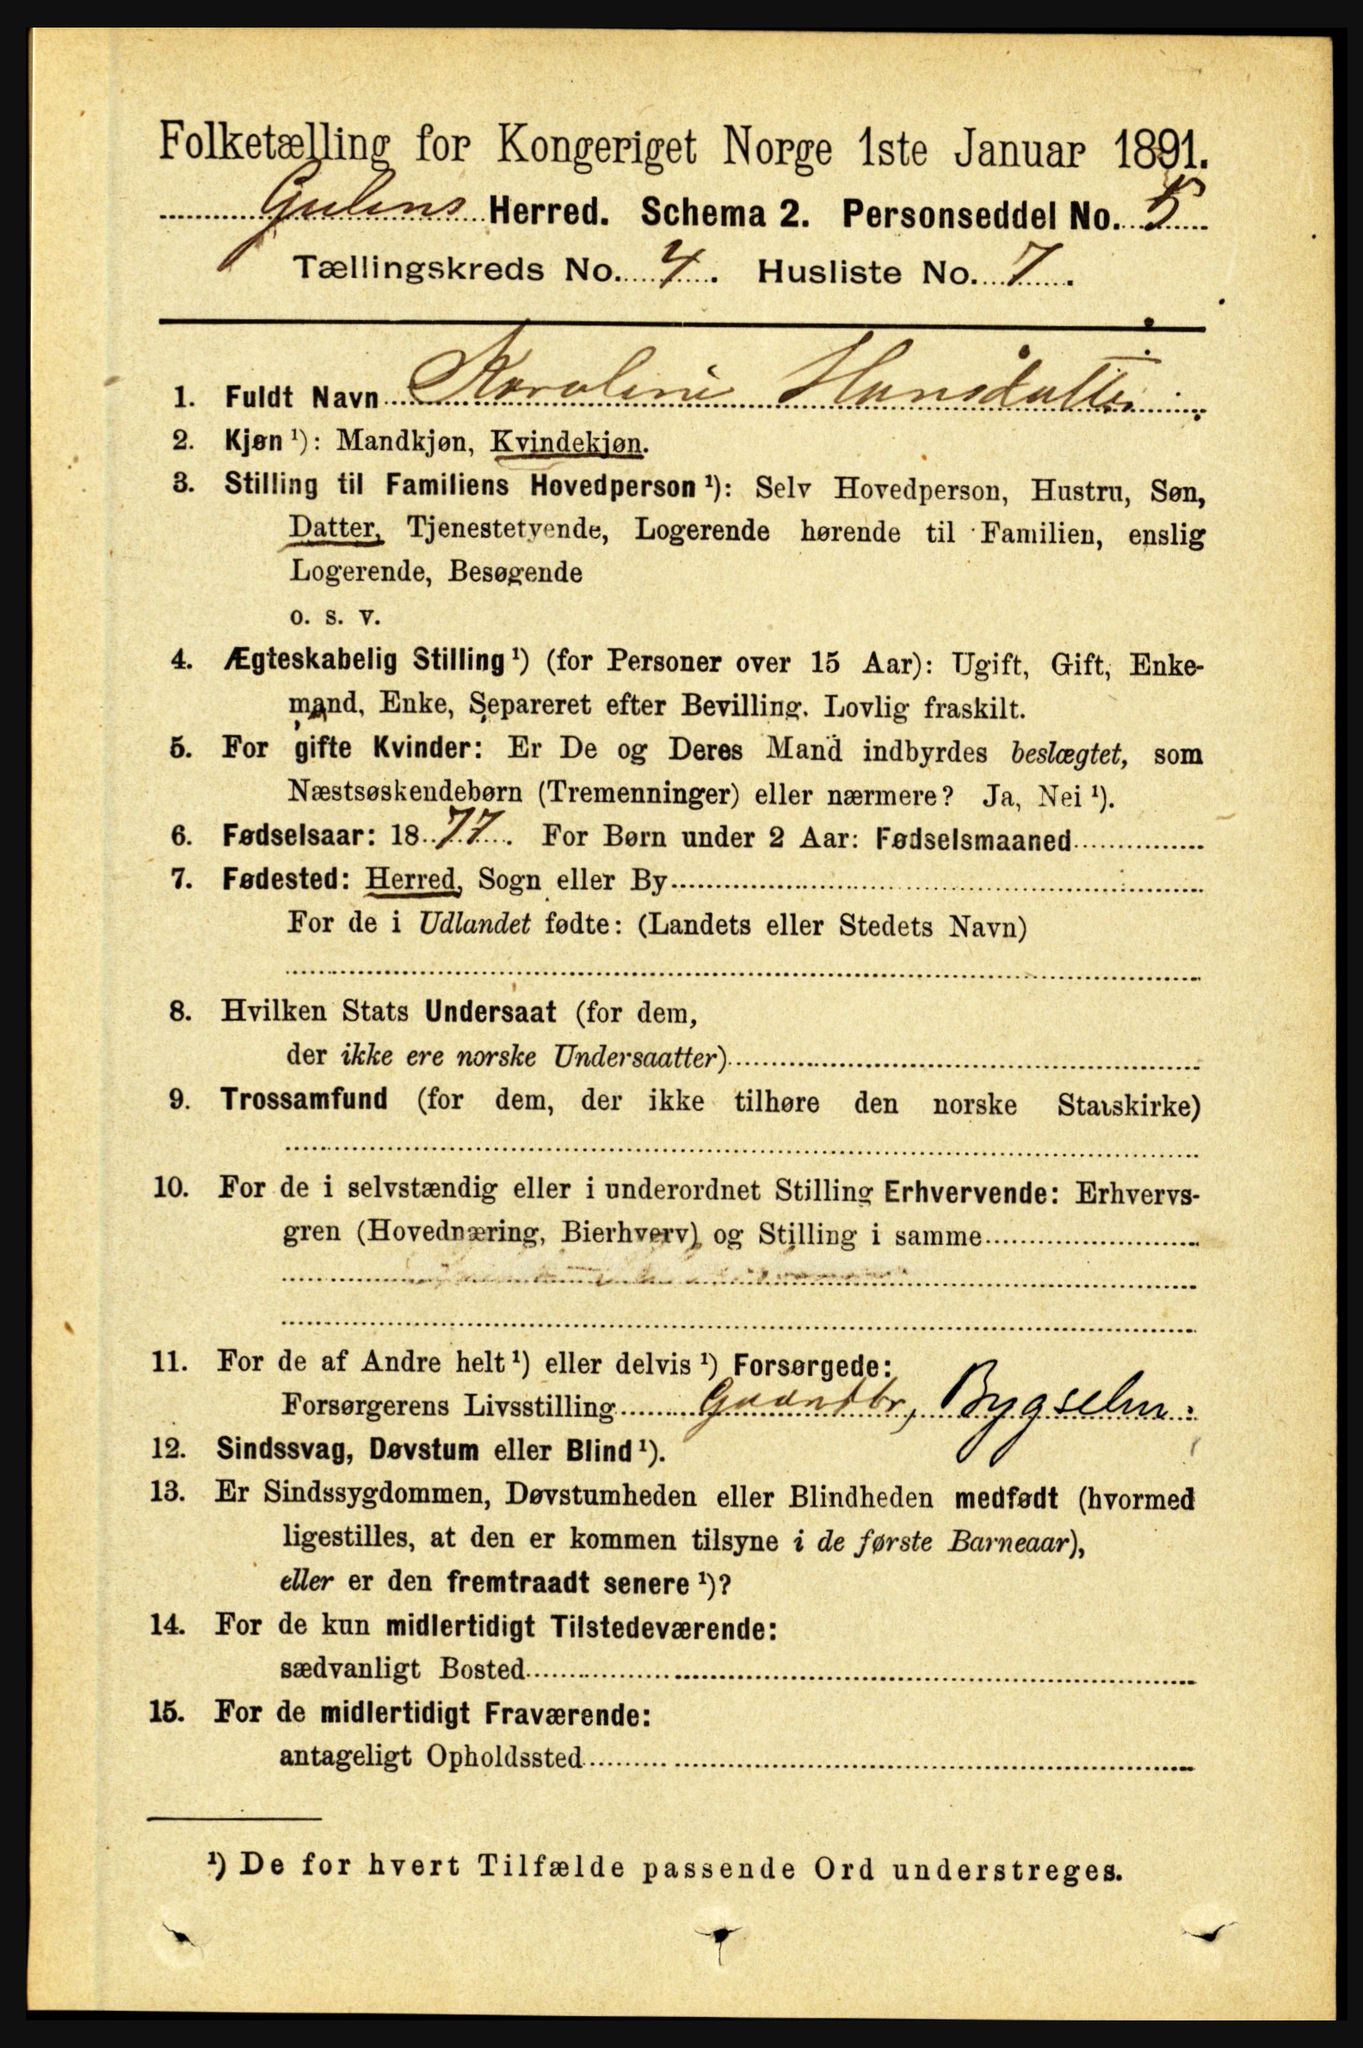 Folketælling for Kongeriget Norge 1ste Januar 1891.
Gulens Herred. Schema 2. Personseddel No. 5
Tællingskreds No. 4. Husliste No. 7.
1. Fuldt Navn Karoline Hansdatter
2. Kjøn ¹): Mandkjøn, Kvindekjøn.
3. Stilling til Familiens Hovedperson ¹): Selv Hovedperson, Hustru, Søn,
Datter, Tjenestetyende, Logerende hørende til Familien, enslig
Logerende, Besøgende
o. s. v.
4. Ægteskabelig Stilling ¹) (for Personer over 15 Aar): Ugift, Gift, Enke-
mand, Enke, Separeret efter Bevilling. Lovlig fraskilt.
5. For gifte Kvinder: Er De og Deres Mand indbyrdes beslægtet, som
Næstsøskendebørn (Tremenninger) eller nærmere? Ja, Nei ¹).
6. Fødselsaar: 1877. For Børn under 2 Aar: Fødselsmaaned
7. Fødested: Herred, Sogn eller By
For de i Udlandet fødte: (Landets eller Stedets Navn)
8. Hvilken Stats Undersaat (for dem,
der ikke ere norske Undersaatter)
9. Trossamfund (for dem, der ikke tilhøre den norske Statskirke)
10. For de i selvstændig eller i underordnet Stilling Erhvervende: Erhvervs-
gren (Hovednæring, Bierhverv) og Stilling i samme
11. For de af Andre helt ¹) eller delvis ¹) Forsørgede:
Forsørgerens Livsstilling Gaardbr, Bygselm.
12. Sindssvag, Døvstum eller Blind ¹).
13. Er Sindssygdommen, Døvstumheden eller Blindheden medfødt (hvormed
ligestilles, at den er kommen tilsyne i de første Barneaar),
eller er den fremtraadt senere ¹)?
14. For de kun midlertidigt Tilstedeværende:
sædvanligt Bosted
15. For de midlertidigt Fraværende:
antageligt Opholdssted
¹) De for hvert Tilfælde passende Ord understreges.